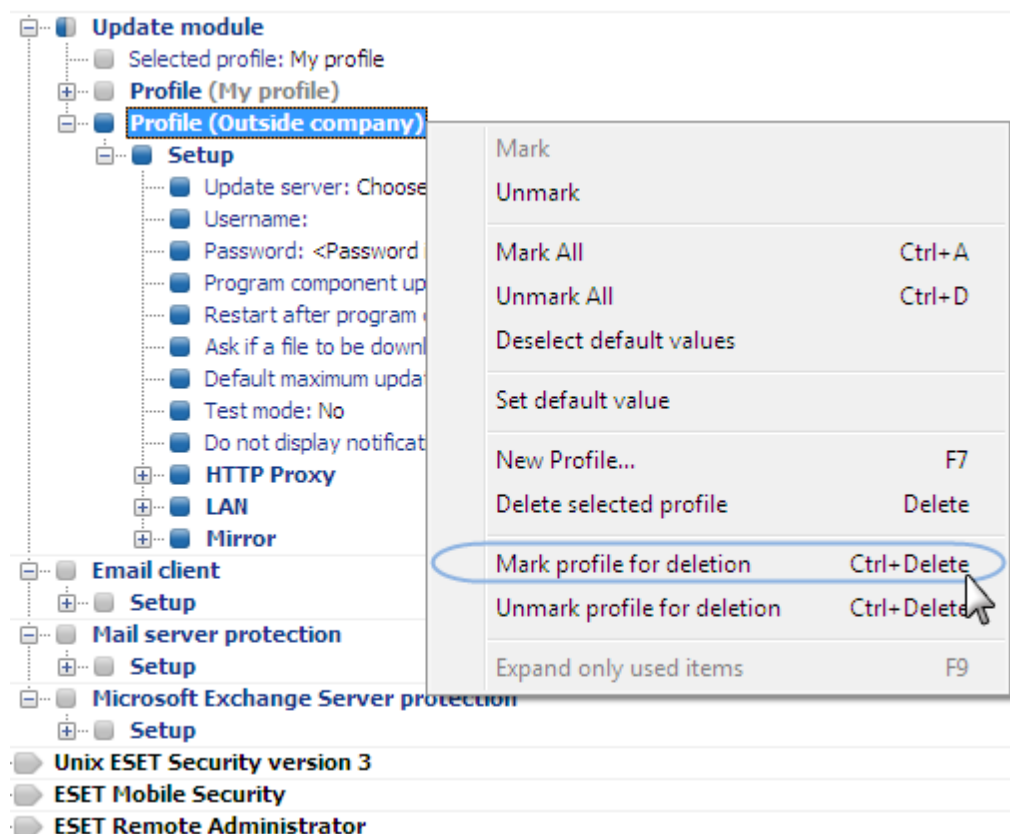 Update module
Selected profile: My profile
Profile (My profile)
Profile (Outside company)
Setup
Update server: Choose
Username:
Password: <Password
Program component up
Restart after program
Ask if a file to be downl
Default maximum upda
Test mode: No
Do not display notificat
HTTP Proxy
LAN
Mirror
Email client
Setup
Mail server protection
Setup
Microsoft Exchange Server protection
Setup
Unix ESET Security version 3
ESET Mobile Security
ESET Remote Administrator
Mark
Unmark
Mark All Ctrl+A
Unmark All Ctrl+D
Deselect default values
Set default value
New Profile... F7
Delete selected profile Delete
Mark profile for deletion Ctrl+Delete
Unmark profile for deletion Ctrl+Delete
Expand only used items F9